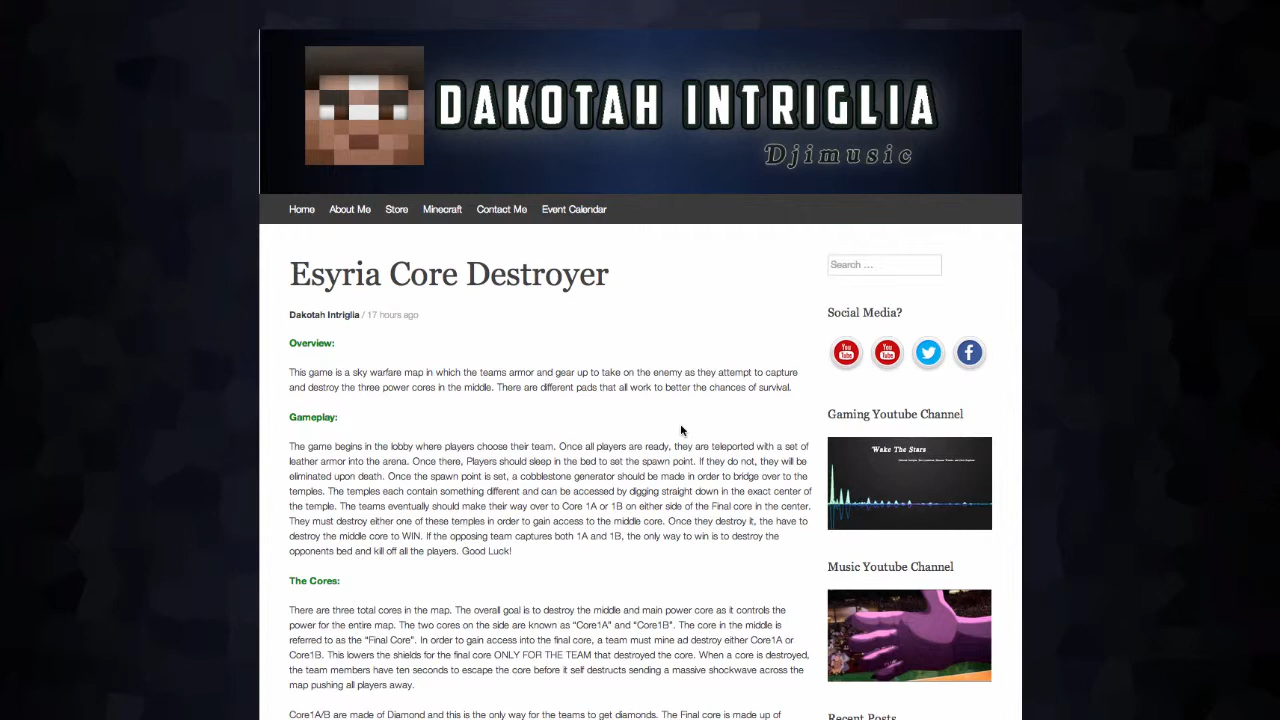 DAKOTAH INTRIGLIA
Djimusic
Home About Me Store Minecraft Contact Me Event Calendar
Esyria Core Destroyer
Dakotah Intriglia / 17 hours ago
Overview:
This game is a sky warfare map in which the teams armor and gear up to take on the enemy as they attempt to capture
and destroy the three power cores in the middle. There are different pads that all work to better the chances of survival.
Gameplay:
The game begins in the lobby where players choose their team. Once all players are ready, they are teleported with a set of
leather armor into the arena. Once there, Players should sleep in the bed to set the spawn point. If they do not, they will be
eliminated upon death. Once the spawn point is set, a cobblestone generator should be made in order to bridge over to the
temples. The temples each contain something different and can be accessed by digging straight down in the exact center of
the temple. The teams eventually should make their way over to Core 1A or 1B on either side of the Final core in the center.
They must destroy either one of these temples in order to gain access to the middle core. Once they destroy it, the have to
destroy the middle core to WIN. If the opposing team captures both 1A and 1B, the only way to win is to destroy the
opponents bed and kill off all the players. Good Luck!
The Cores:
There are three total cores in the map. The overall goal is to destroy the middle and main power core as it controls the
power for the entire map. The two cores on the side are known as “Core1A” and “Core1B”. The core in the middle is
referred to as the “Final Core”. In order to gain access into the final core, a team must mine ad destroy either Core1A or
Core1B. This lowers the shields for the final core ONLY FOR THE TEAM that destroyed the core. When a core is destroyed,
the team members have ten seconds to escape the core before it self destructs sending a massive shockwave across the
map pushing all players away.
Core1A/B are made of Diamond and this is the only way for the teams to get diamonds. The Final core is made up of
Search …
Social Media?
You
Tube
You
Tube
Gaming Youtube Channel
Wake The Stars
Music Youtube Channel
Recent Posts